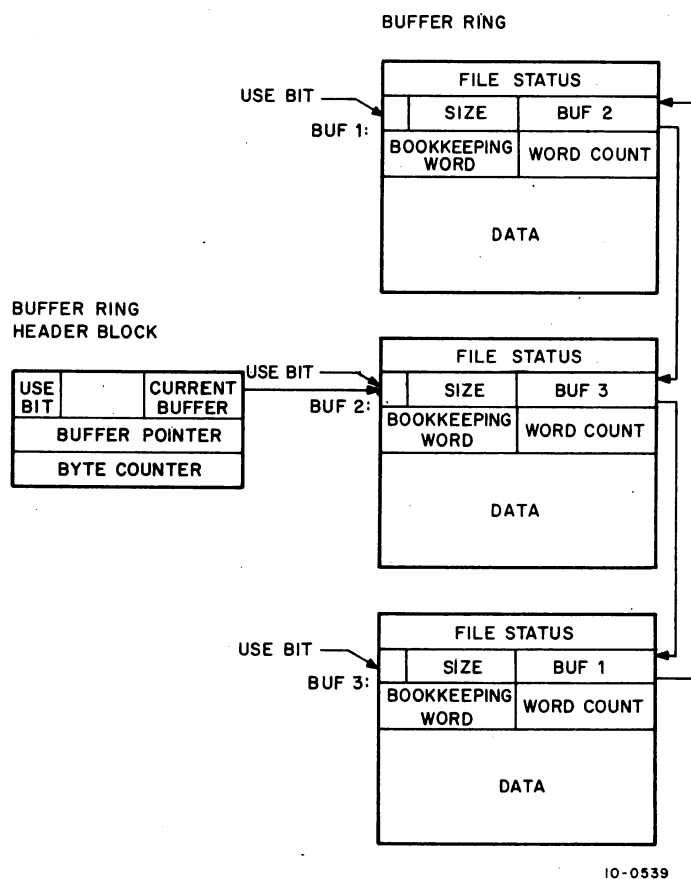 BUFFER RING
FILE STATUS
USE BIT
SIZE
BUF 2
BUF 1:
BOOKKEEPING
WORD
WORD COUNT
DATA
BUFFER RING
HEADER BLOCK
USE
BIT
CURRENT
BUFFER
BUFFER POINTER
BYTE COUNTER
FILE STATUS
USE BIT
SIZE
BUF 3
BUF 2:
BOOKKEEPING
WORD
WORD COUNT
DATA
FILE STATUS
USE BIT
SIZE
BUF 1
BUF 3:
BOOKKEEPING
WORD
WORD COUNT
DATA
10-0539